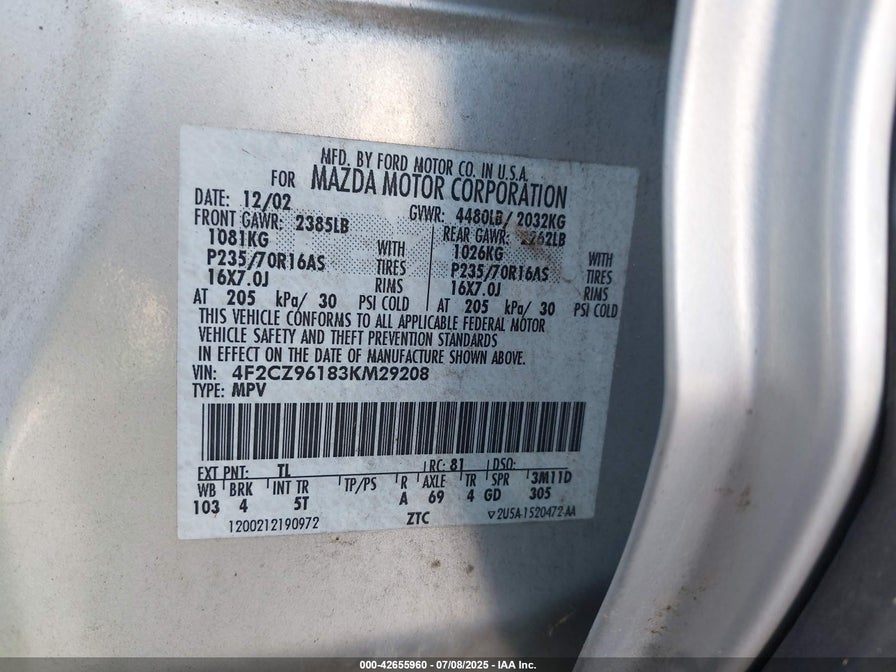 MFD. BY FORD MOTOR CO. IN U.S.A.
FOR MAZDA MOTOR CORPORATION
DATE: 12/02 GVWR: 4480LB/ 2032KG
FRONT GAWR: 2385LB REAR GAWR: 2262LB
1081KG WITH 1026KG WITH
P235/70R16AS TIRES P235/70R16AS TIRES
16X7.0J RIMS 16X7.0J RIMS
AT 205 kPa/ 30 PSI COLD AT 205 kPa/ 30 PSI COLD
THIS VEHICLE CONFORMS TO ALL APPLICABLE FEDERAL MOTOR
VEHICLE SAFETY AND THEFT PREVENTION STANDARDS
IN EFFECT ON THE DATE OF MANUFACTURE SHOWN ABOVE.
VIN: 4F2CZ96183KM29208
TYPE: MPV
EXT PNT: TL RC: 81 DSO:
WB BRK INT TR TP/PS R AXLE TR SPR 3M11D
103 4 5T A 69 4 GD 305
1200212190972 ZTC ▽2U5A-1520472-AA
000-42655960 - 07/08/2025 - IAA Inc.